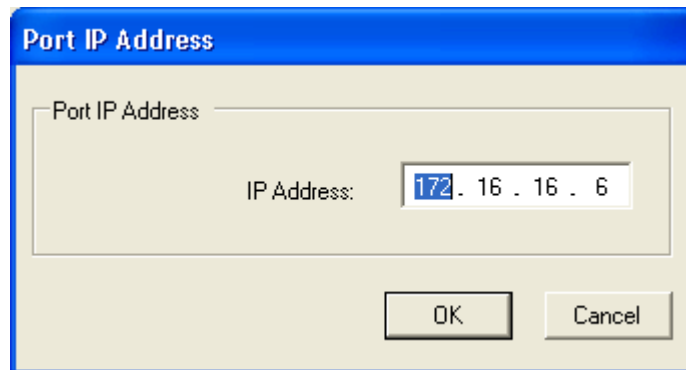 Port IP Address
Port IP Address
IP Address: 172 . 16 . 16 . 6
OK Cancel